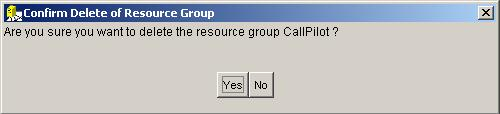 Confirm Delete of Resource Group
Are you sure you want to delete the resource group CallPilot ?
Yes No